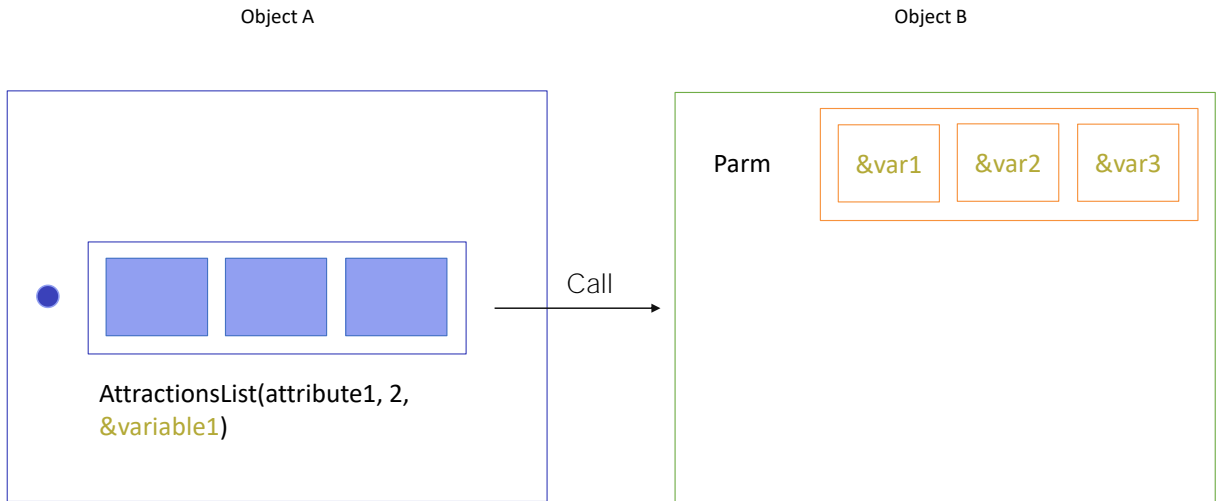 Object A
Object B
Parm
&var1
&var2
&var3
Call
AttractionsList(attribute1, 2,
&variable1)